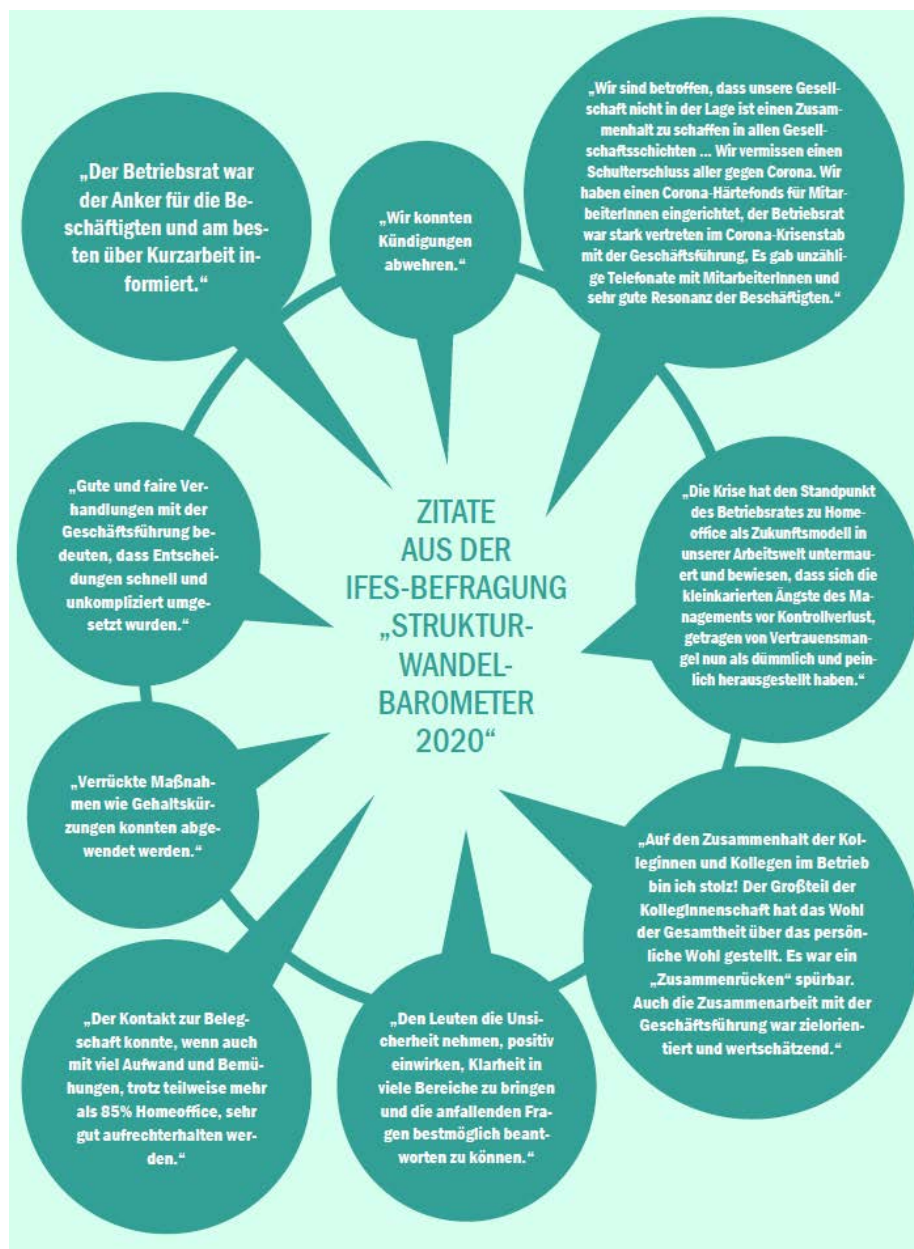 „Der Betriebsrat war
der Anker für die Be-
schäftigten und am bes-
ten über Kurzarbeit in-
formiert.“
„Wir konnten
Kündigungen
abwehren.“
„Wir sind betroffen, dass unsere Gesell-
schaft nicht in der Lage ist einen Zusam-
menhalt zu schaffen in allen Gesell-
schaftsschichten ... Wir vermissen einen
Schulterschluss aller gegen Corona. Wir
haben einen Corona-Härtefonds für Mitar-
beiterInnen eingerichtet, der Betriebsrat
war stark vertreten im Corona-Krisenstab
mit der Geschäftsführung, Es gab unzähli-
ge Telefonate mit MitarbeiterInnen und
sehr gute Resonanz der Beschäftigten.“
„Gute und faire Ver-
handlungen mit der
Geschäftsführung be-
deuten, dass Entschei-
dungen schnell und
unkompliziert umge-
setzt wurden.“
ZITATE
AUS DER
IFES-BEFRAGUNG
„STRUKTUR-
WANDEL-
BAROMETER
2020“
„Die Krise hat den Standpunkt
des Betriebsrates zu Home-
office als Zukunftsmodell in
unserer Arbeitswelt untermau-
ert und bewiesen, dass sich die
kleinkarierten Ängste des Ma-
nagements vor Kontrollverlust,
getragen von Vertrauensman-
gel nun als dümmlich und pein-
lich herausgestellt haben.“
„Verrückte Maßnah-
men wie Gehaltskür-
zungen konnten abge-
wendet werden.“
„Auf den Zusammenhalt der Kol-
leginnen und Kollegen im Betrieb
bin ich stolz! Der Großteil der
KollegInnenschaft hat das Wohl
der Gesamtheit über das persön-
liche Wohl gestellt. Es war ein
„Zusammenrücken“ spürbar.
Auch die Zusammenarbeit mit der
Geschäftsführung war zielorien-
tiert und wertschätzend.“
„Der Kontakt zur Beleg-
schaft konnte, wenn auch
mit viel Aufwand und Bemü-
hungen, trotz teilweise mehr
als 85% Homeoffice, sehr
gut aufrechterhalten wer-
den.“
„Den Leuten die Unsi-
cherheit nehmen, positiv
einwirken, Klarheit in
viele Bereiche zu bringen
und die anfallenden Fra-
gen bestmöglich beant-
worten zu können.“